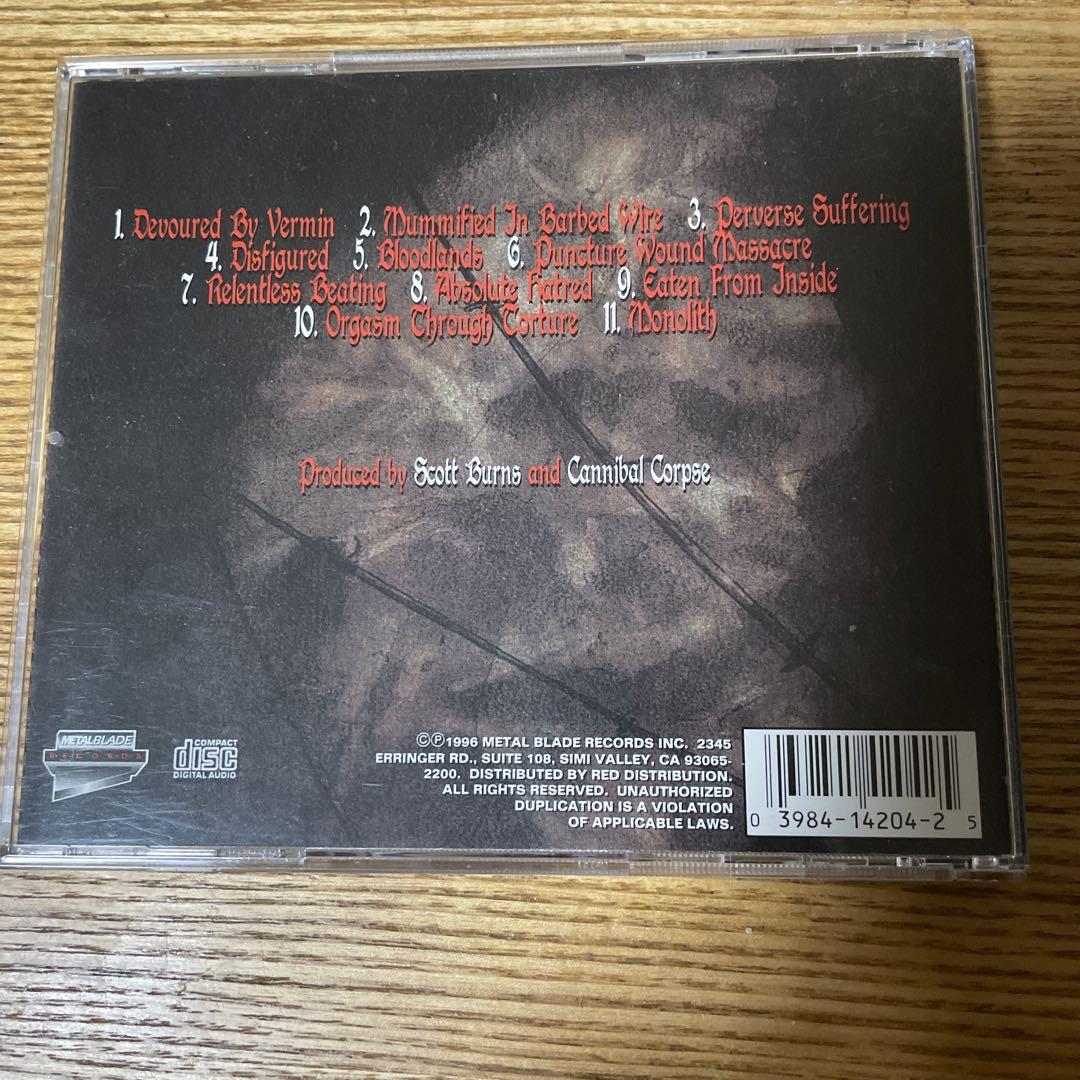 1. Devoured By Vermin 2. Mummified In Barbed Wire 3. Perverse Suffering
4. Disfigured 5. Bloodlands 6. Puncture Wound Massacre
7. Relentless Beating 8. Absolute Hatred 9. Eaten From Inside
10. Orgasm Through Torture 11. Monolith
Produced by Scott Burns and Cannibal Corpse
METAL BLADE
RECORDS
COMPACT
disc
DIGITAL AUDIO
©℗1996 METAL BLADE RECORDS INC. 2345
ERRINGER RD., SUITE 108, SIMI VALLEY, CA 93065-
2200. DISTRIBUTED BY RED DISTRIBUTION.
ALL RIGHTS RESERVED. UNAUTHORIZED
DUPLICATION IS A VIOLATION
OF APPLICABLE LAWS.
0 3984-14204-2 5